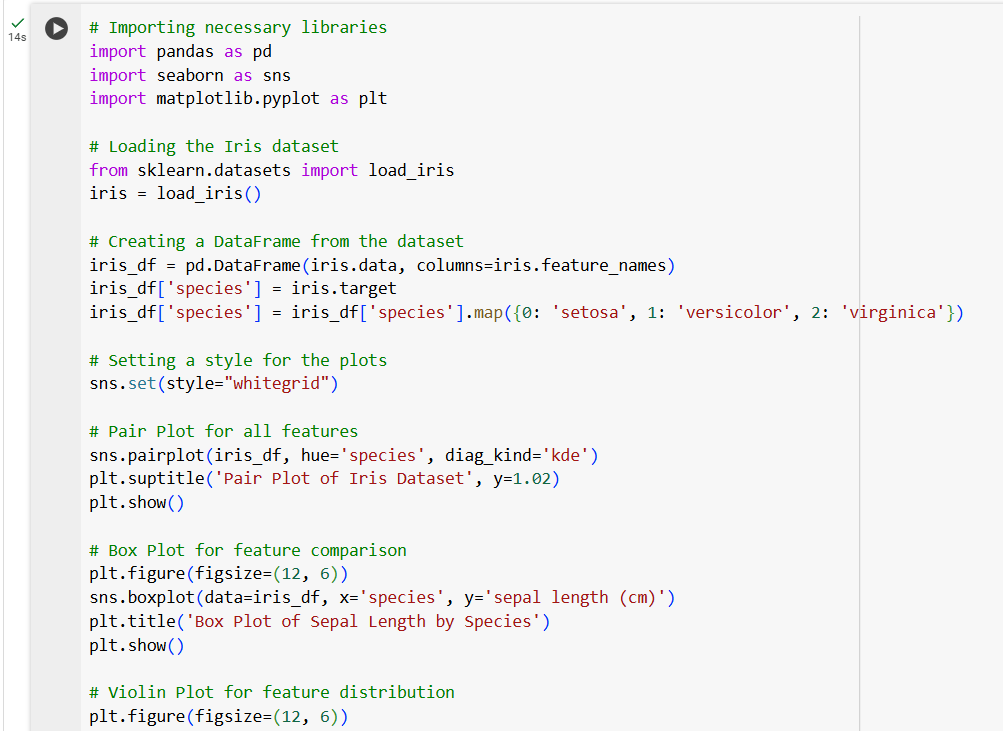 14s
# Importing necessary libraries
import pandas as pd
import seaborn as sns
import matplotlib.pyplot as plt
# Loading the Iris dataset
from sklearn.datasets import load_iris
iris = load_iris()
# Creating a DataFrame from the dataset
iris_df = pd.DataFrame(iris.data, columns=iris.feature_names)
iris_df['species'] = iris.target
iris_df['species'] = iris_df['species'].map({0: 'setosa', 1: 'versicolor', 2: 'virginica'})
# Setting a style for the plots
sns.set(style="whitegrid")
# Pair Plot for all features
sns.pairplot(iris_df, hue='species', diag_kind='kde')
plt.suptitle('Pair Plot of Iris Dataset', y=1.02)
plt.show()
# Box Plot for feature comparison
plt.figure(figsize=(12, 6))
sns.boxplot(data=iris_df, x='species', y='sepal length (cm)')
plt.title('Box Plot of Sepal Length by Species')
plt.show()
# Violin Plot for feature distribution
plt.figure(figsize=(12, 6))